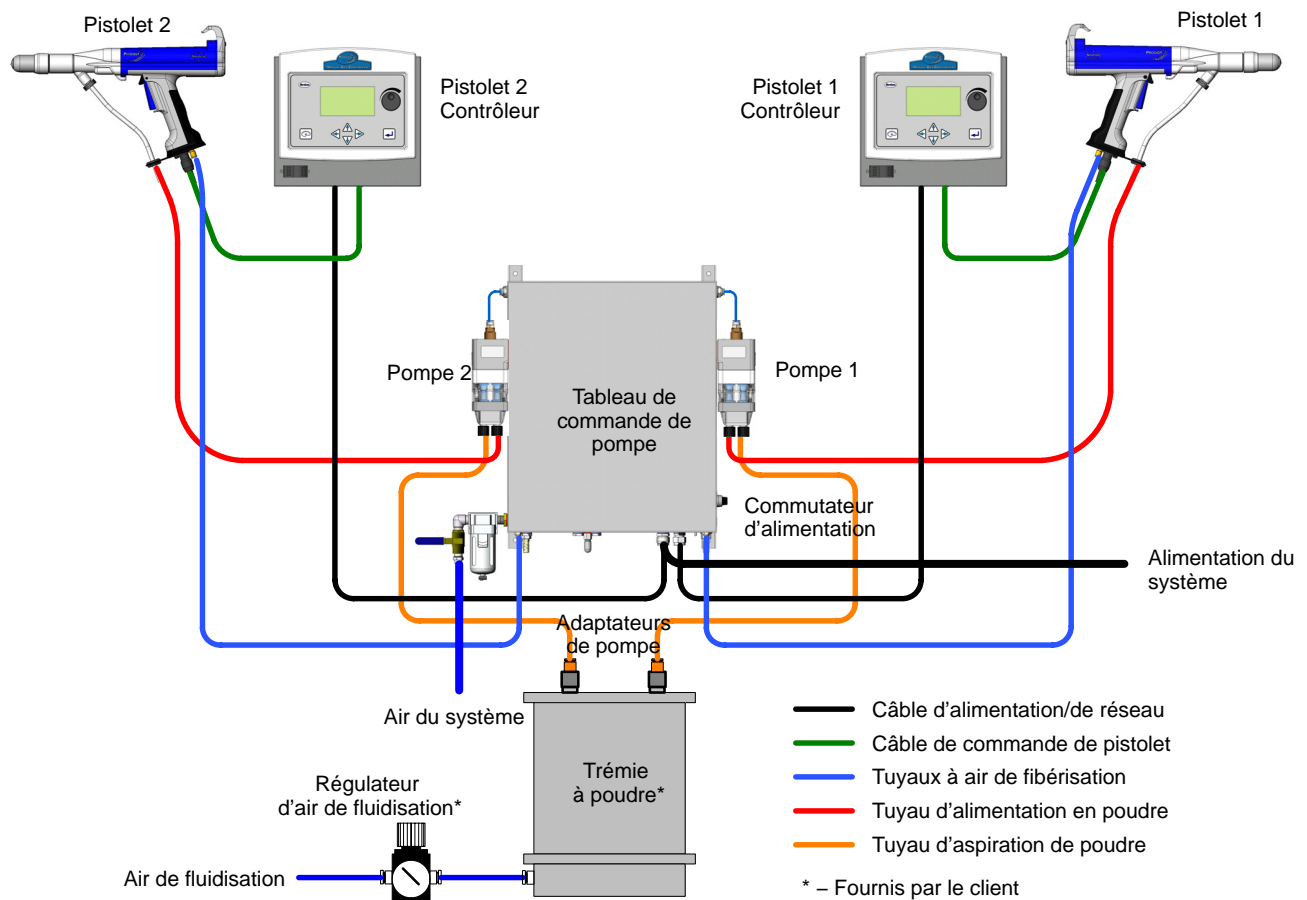 Pistolet 2
Pistolet 1
Pistolet 2
Contrôleur
Pistolet 1
Contrôleur
Pompe 2
Pompe 1
Tableau de
commande de
pompe
Commutateur
d'alimentation
Alimentation du
système
Adaptateurs
de pompe
Air du système
Trémie
à poudre*
Régulateur
d'air de fluidisation*
Air de fluidisation
Câble d'alimentation/de réseau
Câble de commande de pistolet
Tuyaux à air de fibérisation
Tuyau d'alimentation en poudre
Tuyau d'aspiration de poudre
* – Fournis par le client